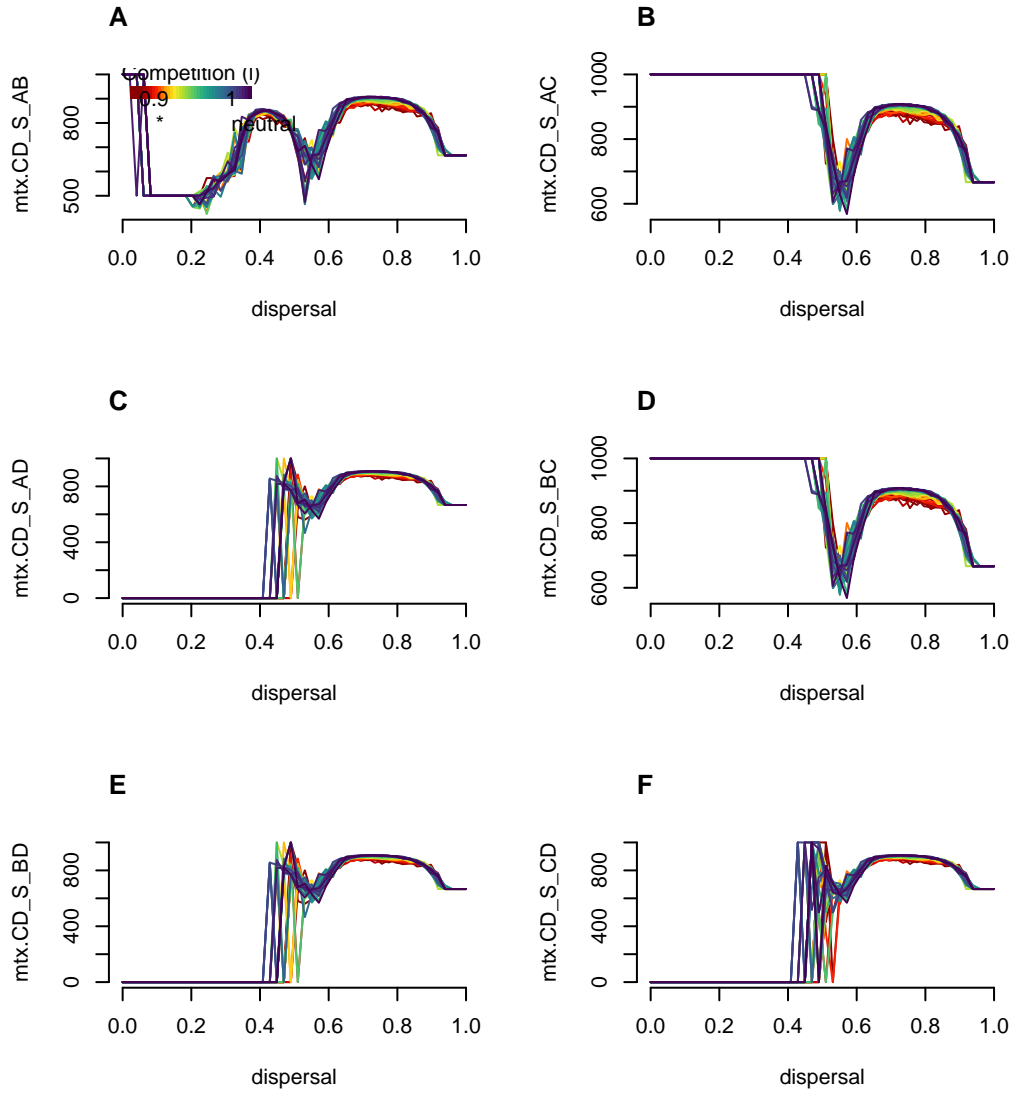 A
B
Competition (l)
0.9
1
*
neutral
mtx.CD_S_AB
500
800
0.0
0.2
0.4
0.6
0.8
1.0
dispersal
mtx.CD_S_AC
600
800
1000
0.0
0.2
0.4
0.6
0.8
1.0
dispersal
C
D
mtx.CD_S_AD
0
400
800
0.0
0.2
0.4
0.6
0.8
1.0
dispersal
mtx.CD_S_BC
600
800
1000
0.0
0.2
0.4
0.6
0.8
1.0
dispersal
E
F
mtx.CD_S_BD
0
400
800
0.0
0.2
0.4
0.6
0.8
1.0
dispersal
mtx.CD_S_CD
0
400
800
0.0
0.2
0.4
0.6
0.8
1.0
dispersal